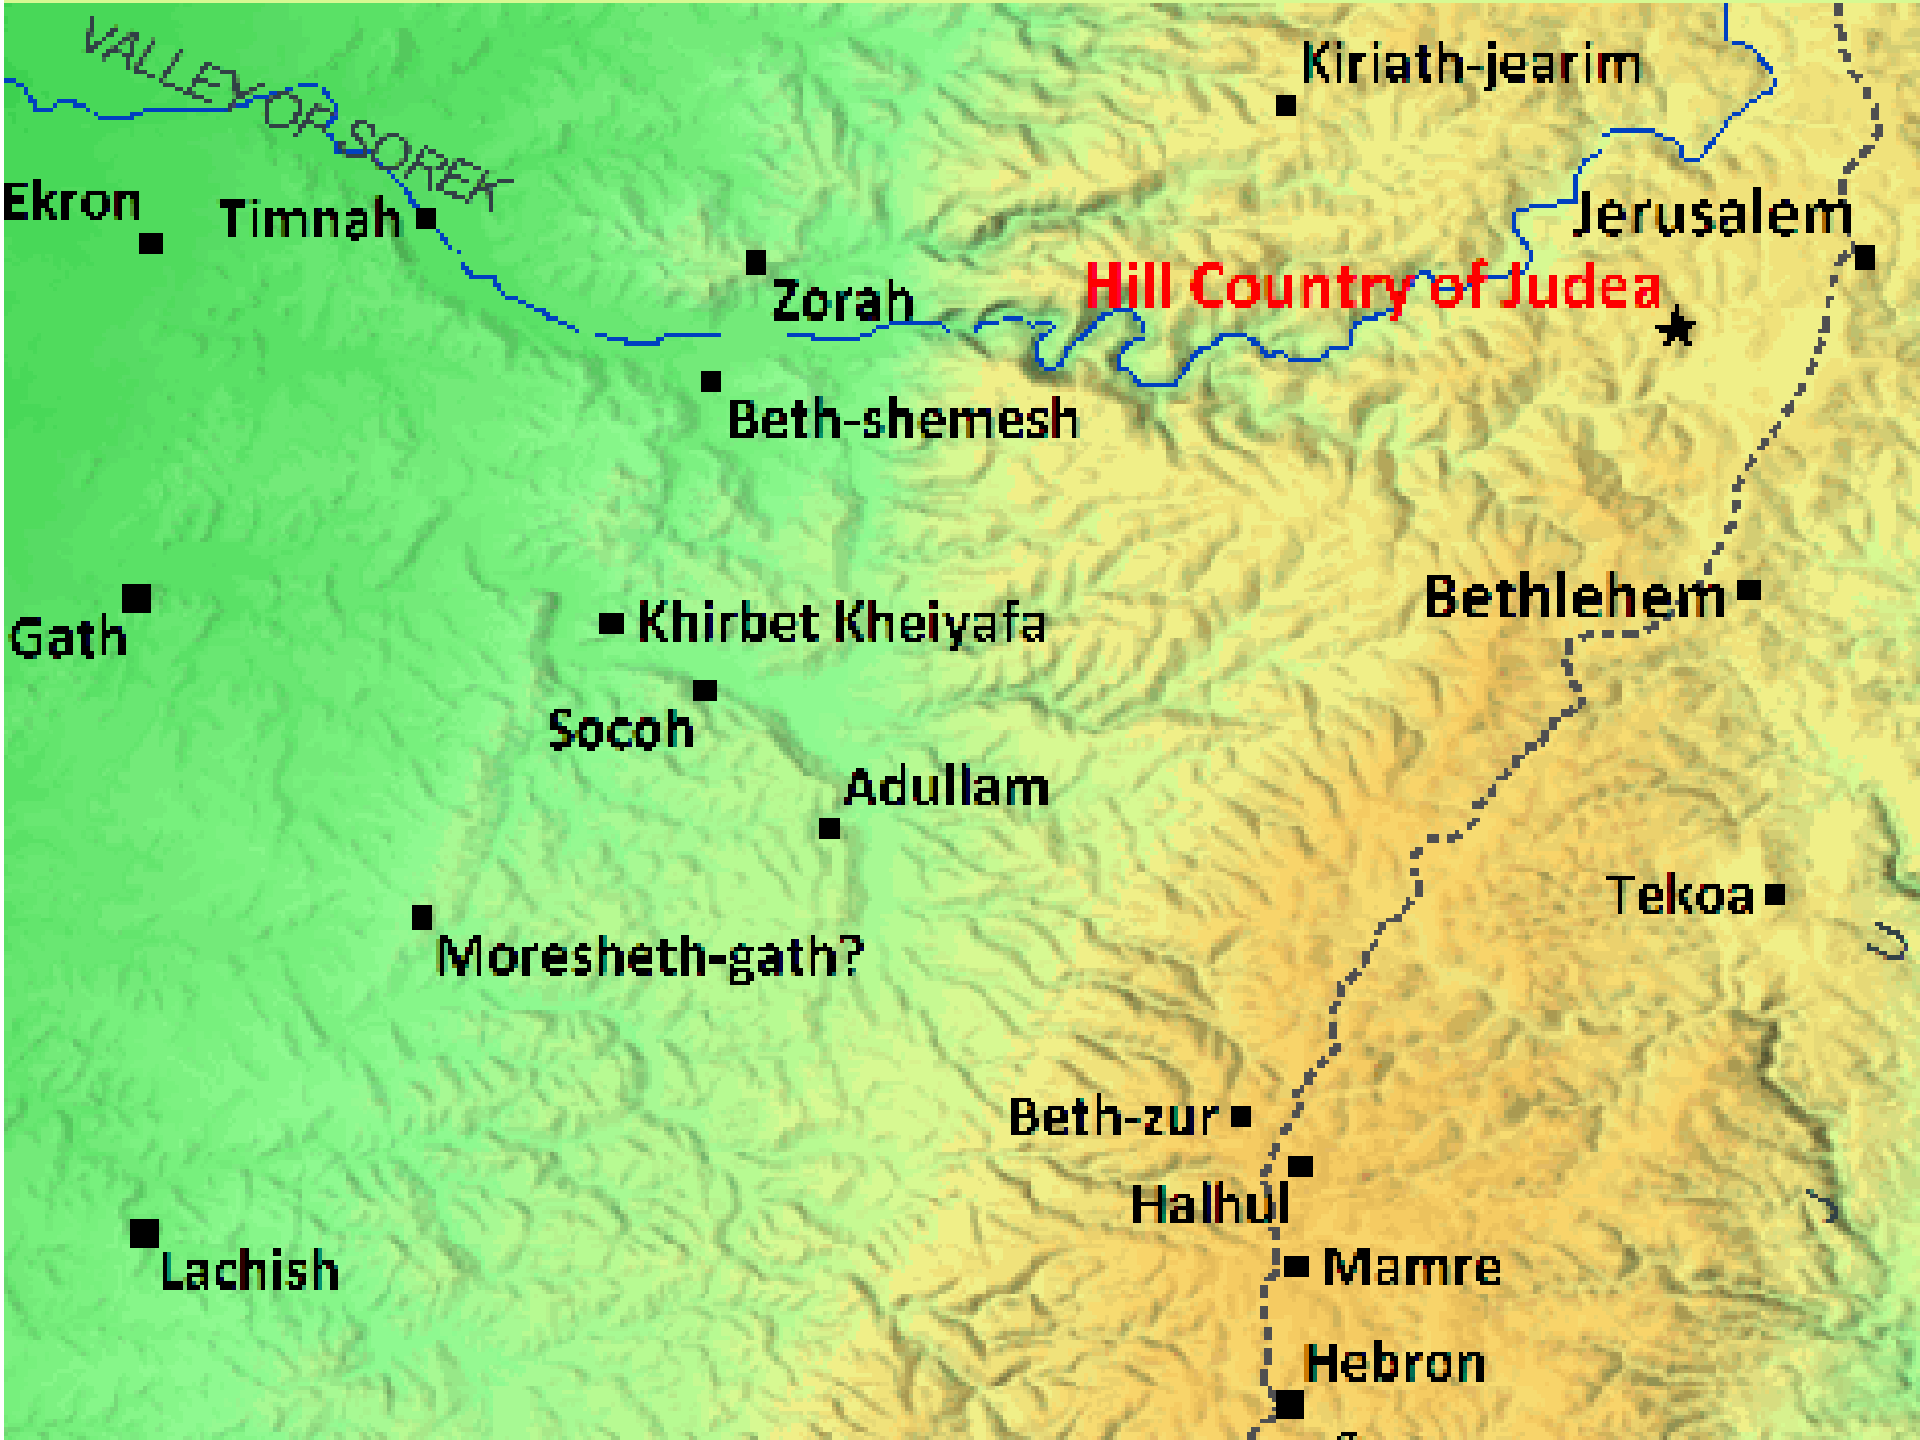 VALLEY OF SOREK
Kiriath-jearim
Ekron
Timnah
Jerusalem
Zorah
Hill Country of Judea
Beth-shemesh
Gath
Khirbet Kheiyafa
Bethlehem
Socoh
Adullam
Tekoa
Moresheth-gath?
Beth-zur
Halhul
Lachish
Mamre
Hebron